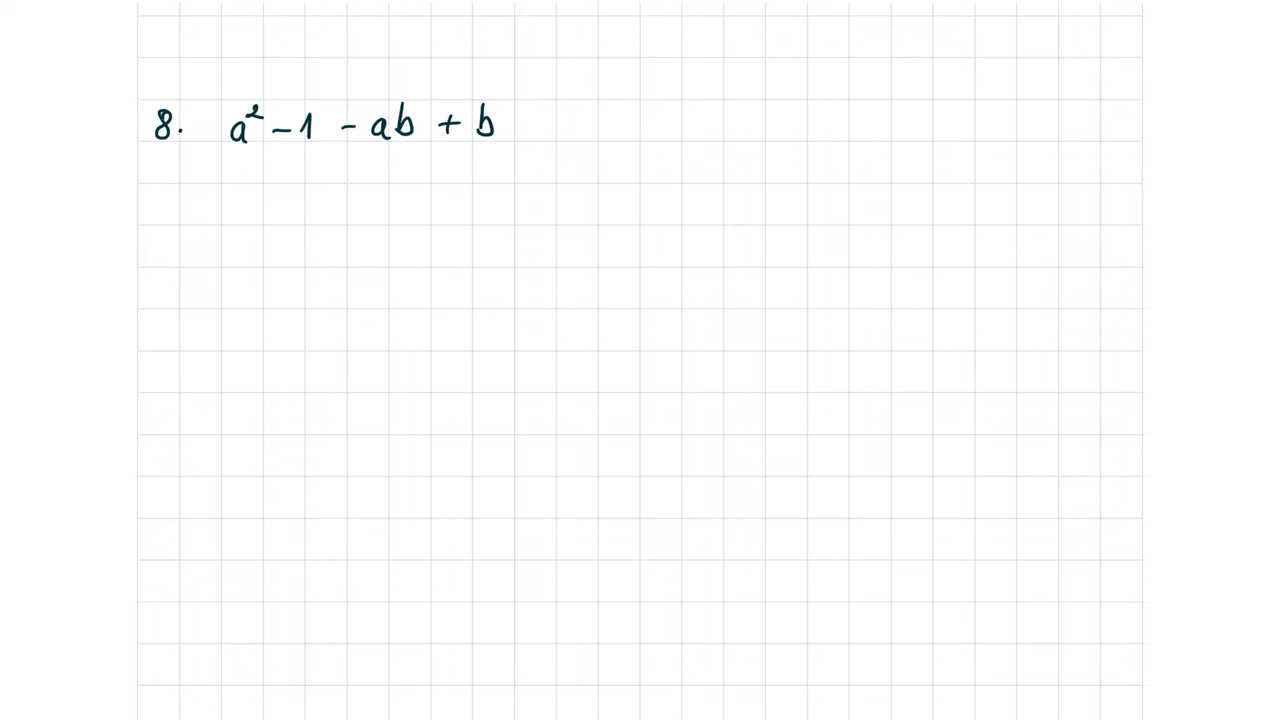 8. a² - 1 - ab + b